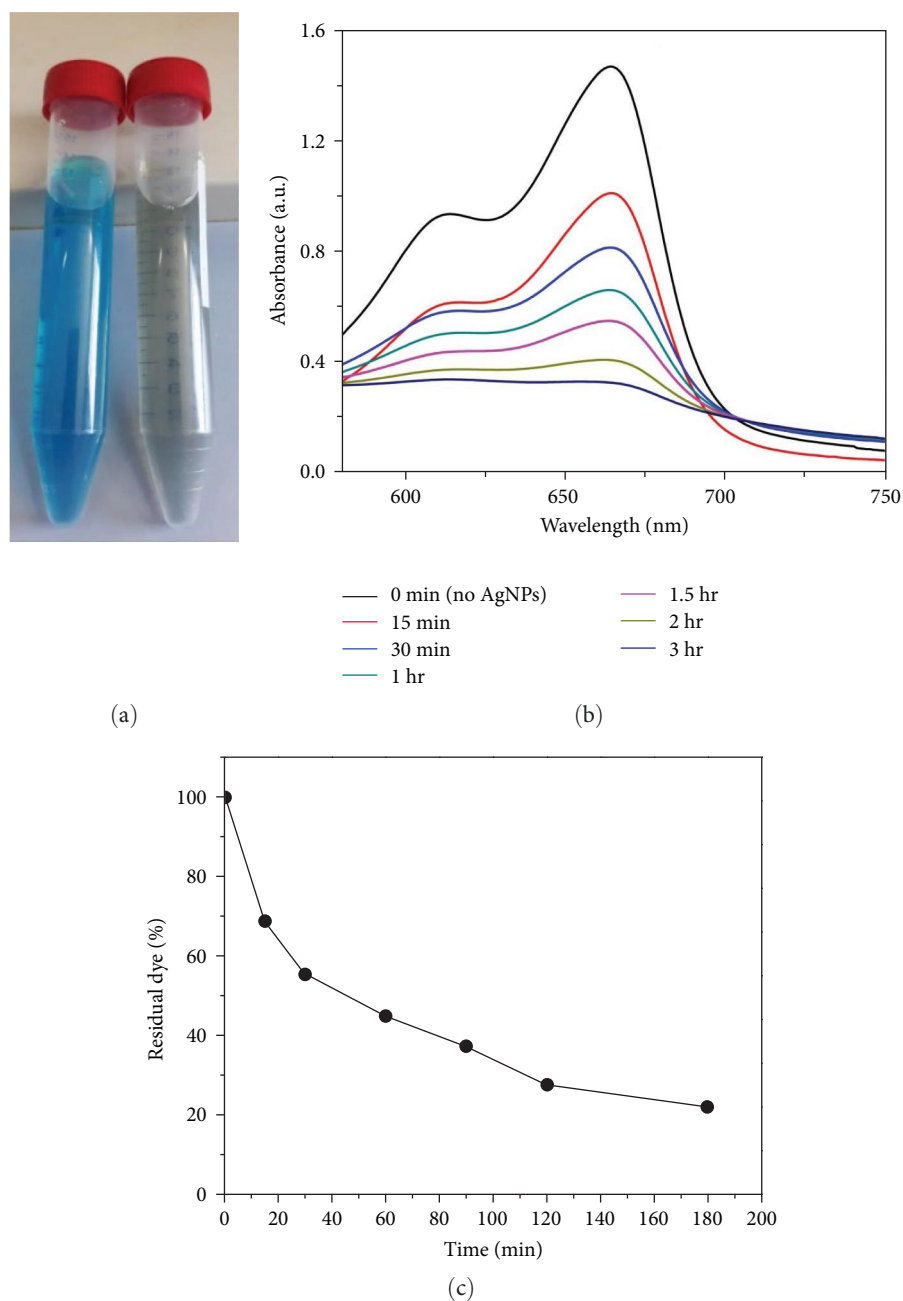 1.6
1.2
0.8
0.4
0.0
Absorbance (a.u.)
600
650
700
750
Wavelength (nm)
0 min (no AgNPs)
15 min
30 min
1 hr
1.5 hr
2 hr
3 hr
(a)
(b)
100
80
60
40
20
0
Residual dye (%)
0 20 40 60 80 100 120 140 160 180 200
Time (min)
(c)